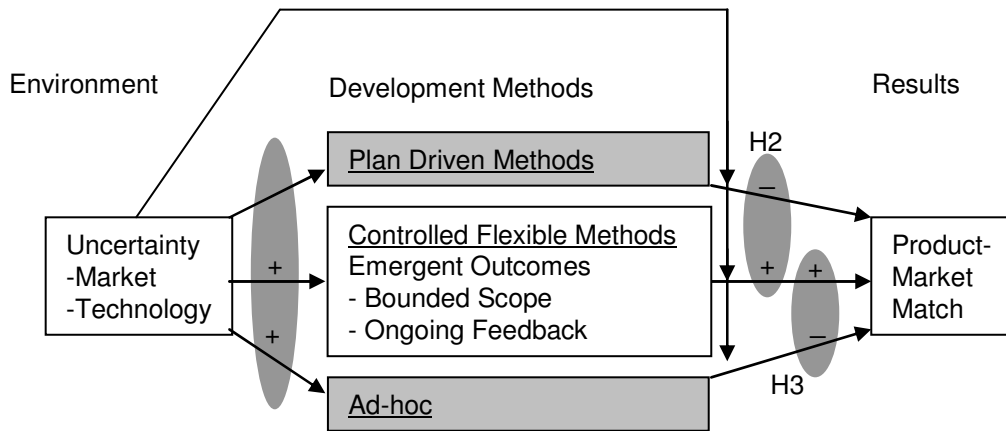 Environment
Development Methods
Results
Plan Driven Methods
H2
–
Uncertainty
-Market
-Technology
+
+
Controlled Flexible Methods
Emergent Outcomes
- Bounded Scope
- Ongoing Feedback
+
+
–
Product-
Market
Match
H3
Ad-hoc